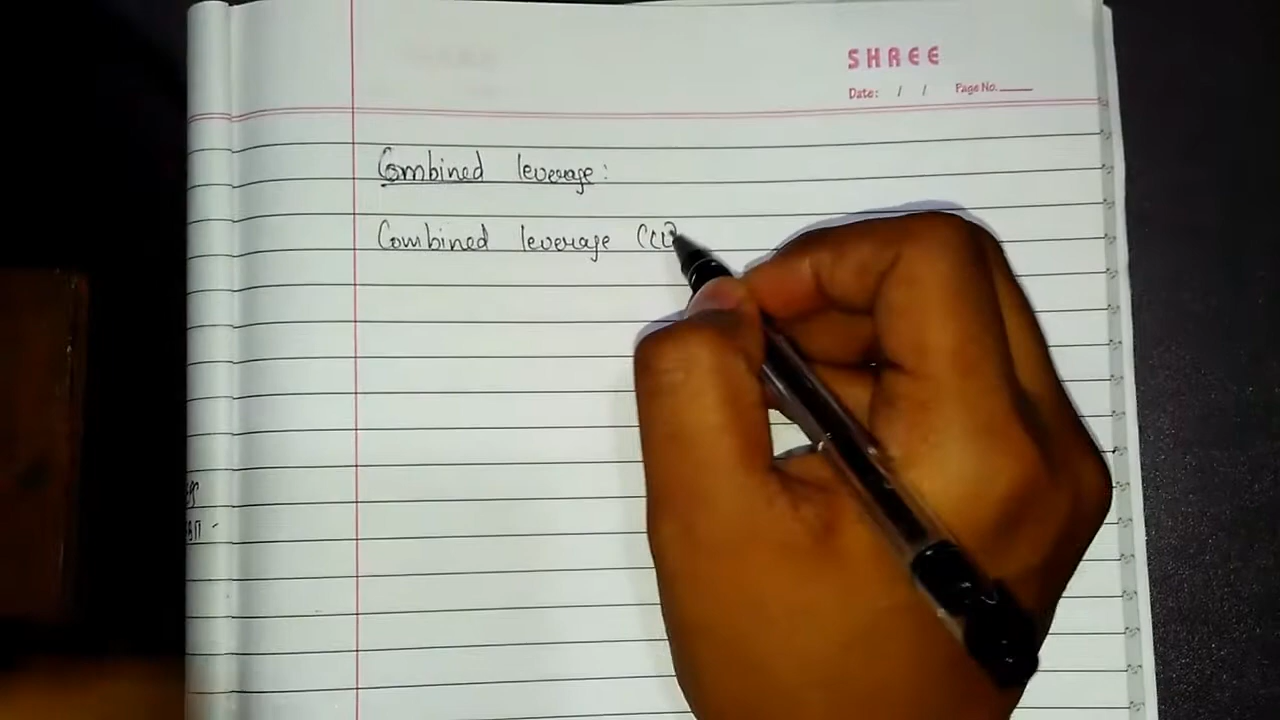 SHREE
Date: / / Page No.
Combined leverage:
Combined leverage (CL)